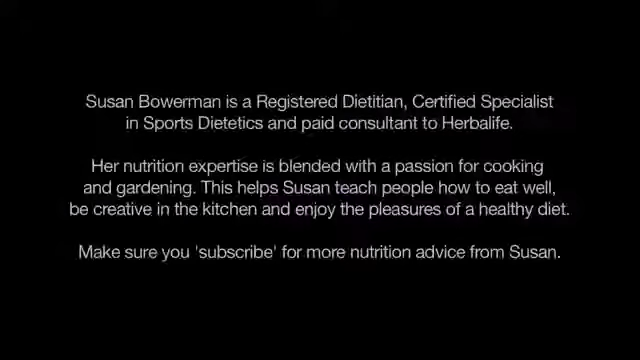 Susan Bowerman is a Registered Dietitian, Certified Specialist
in Sports Dietetics and paid consultant to Herbalife.
Her nutrition expertise is blended with a passion for cooking
and gardening. This helps Susan teach people how to eat well,
be creative in the kitchen and enjoy the pleasures of a healthy diet.
Make sure you 'subscribe' for more nutrition advice from Susan.